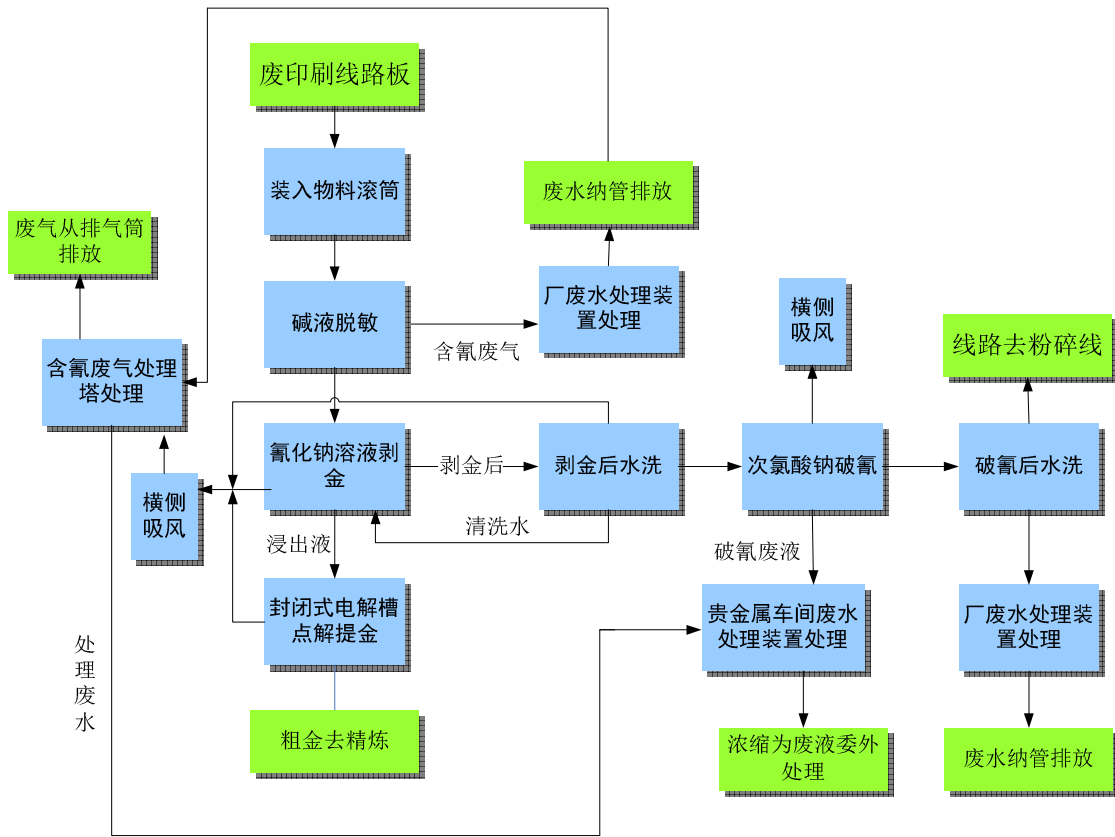 废印刷线路板
装入物料滚筒
废水纳管排放
废气从排气筒
排放
厂废水处理装
置处理
碱液脱敏
横侧
吸风
含氰废气
线路去粉碎线
含氰废气处理
塔处理
氰化钠溶液剥
金
剥金后
剥金后水洗
次氯酸钠破氰
破氰后水洗
横侧
吸风
清洗水
浸出液
破氰废液
封闭式电解槽
点解提金
贵金属车间废水
处理装置处理
厂废水处理装
置处理
处
理
废
水
粗金去精炼
浓缩为废液委外
处理
废水纳管排放